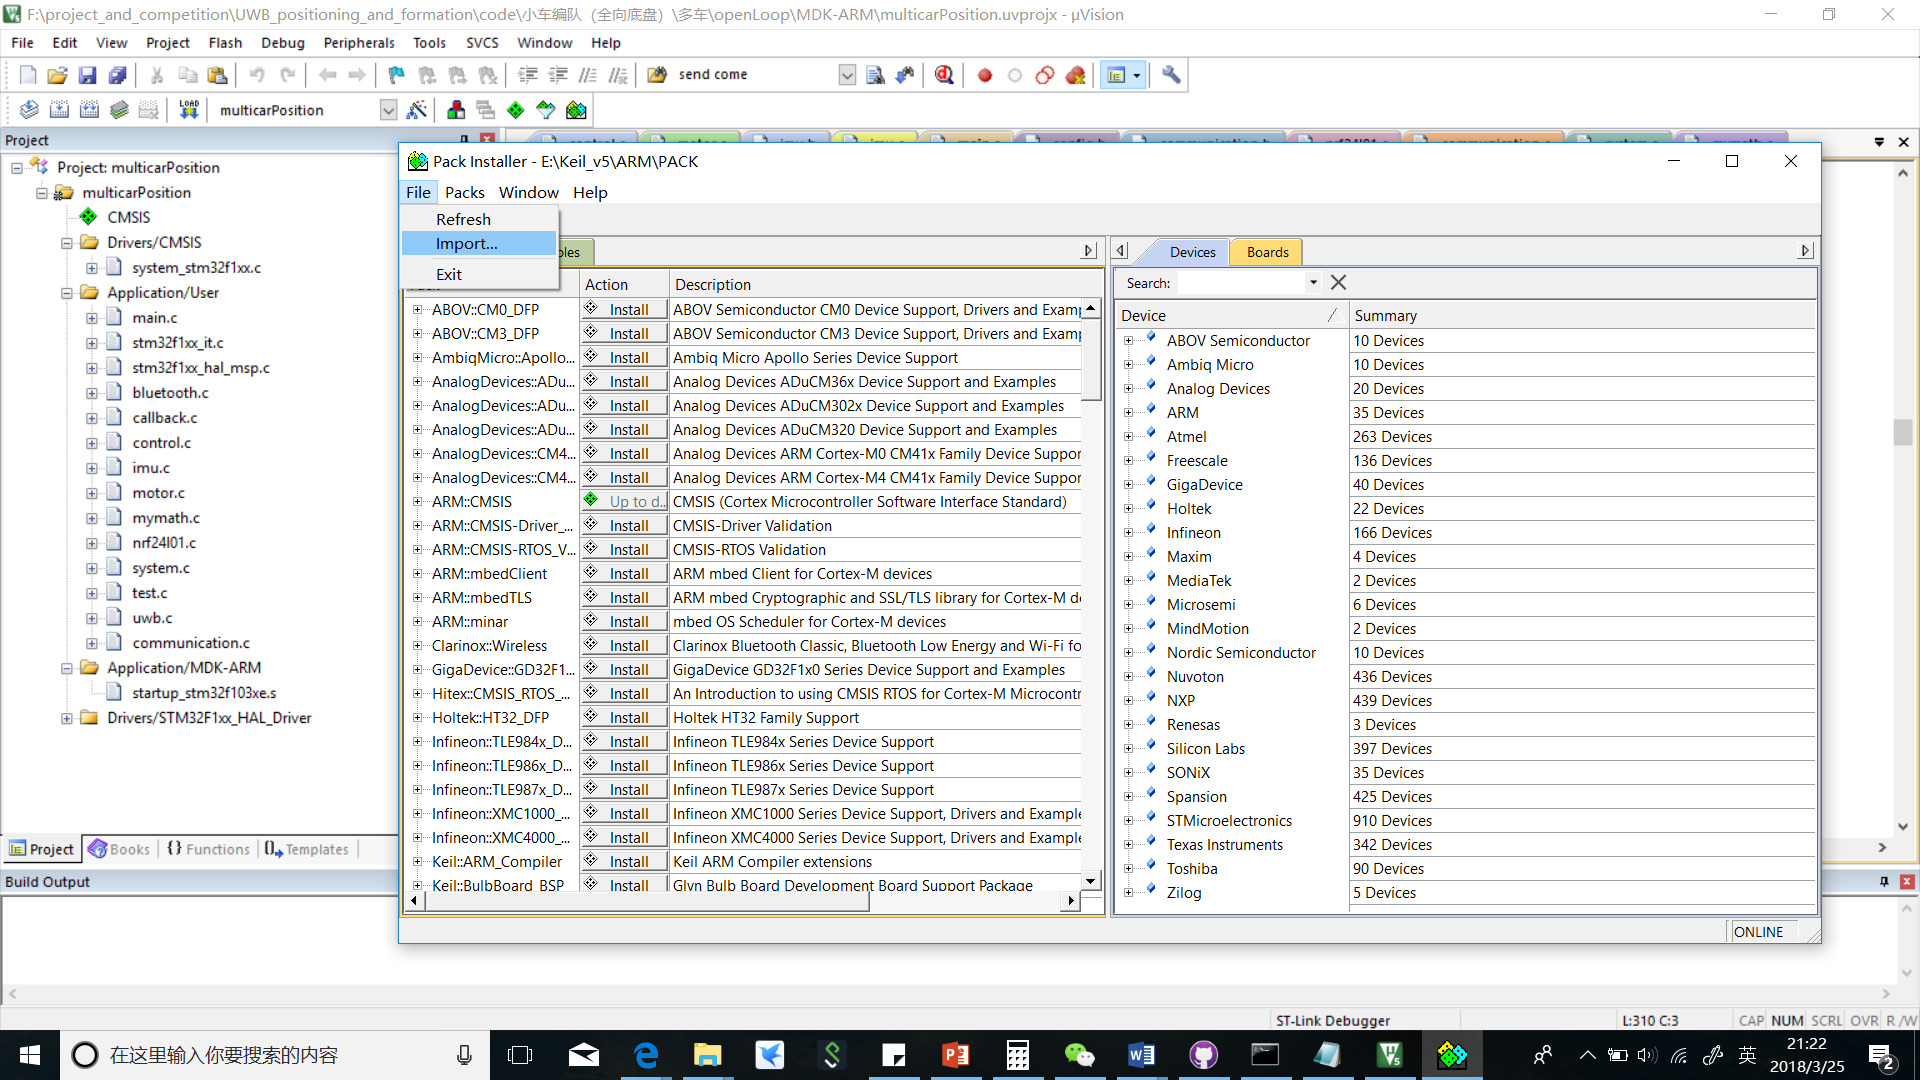 F:\project_and_competition\UWB_positioning_and_formation\code\小车编队（全向底盘）\多车\openLoop\MDK-ARM\multicarPosition.uvprojx - µVision
File Edit View Project Flash Debug Peripherals Tools SVCS Window Help
send come
LOAD multicarPosition
Project
Project: multicarPosition
multicarPosition
CMSIS
Drivers/CMSIS
system_stm32f1xx.c
Application/User
main.c
stm32f1xx_it.c
stm32f1xx_hal_msp.c
bluetooth.c
callback.c
control.c
imu.c
motor.c
mymath.c
nrf24l01.c
system.c
test.c
uwb.c
communication.c
Application/MDK-ARM
startup_stm32f103xe.s
Drivers/STM32F1xx_HAL_Driver
Project Books Functions Templates
Build Output
Pack Installer - E:\Keil_v5\ARM\PACK
File Packs Window Help
Refresh
Import...
Exit
Action Description
ABOV::CM0_DFP Install ABOV Semiconductor CM0 Device Support, Drivers and Examp
ABOV::CM3_DFP Install ABOV Semiconductor CM3 Device Support, Drivers and Examp
AmbiqMicro::Apollo... Install Ambiq Micro Apollo Series Device Support
AnalogDevices::ADu... Install Analog Devices ADuCM36x Device Support and Examples
AnalogDevices::ADu... Install Analog Devices ADuCM302x Device Support and Examples
AnalogDevices::ADu... Install Analog Devices ADuCM320 Device Support and Examples
AnalogDevices::CM4... Install Analog Devices ARM Cortex-M0 CM41x Family Device Suppor
AnalogDevices::CM4... Install Analog Devices ARM Cortex-M4 CM41x Family Device Suppor
ARM::CMSIS Up to d.. CMSIS (Cortex Microcontroller Software Interface Standard)
ARM::CMSIS-Driver_... Install CMSIS-Driver Validation
ARM::CMSIS-RTOS_V... Install CMSIS-RTOS Validation
ARM::mbedClient Install ARM mbed Client for Cortex-M devices
ARM::mbedTLS Install ARM mbed Cryptographic and SSL/TLS library for Cortex-M d
ARM::minar Install mbed OS Scheduler for Cortex-M devices
Clarinox::Wireless Install Clarinox Bluetooth Classic, Bluetooth Low Energy and Wi-Fi fo
GigaDevice::GD32F1... Install GigaDevice GD32F1x0 Series Device Support and Examples
Hitex::CMSIS_RTOS_... Install An Introduction to using CMSIS RTOS for Cortex-M Microcontr
Holtek::HT32_DFP Install Holtek HT32 Family Support
Infineon::TLE984x_D... Install Infineon TLE984x Series Device Support
Infineon::TLE986x_D... Install Infineon TLE986x Series Device Support
Infineon::TLE987x_D... Install Infineon TLE987x Series Device Support
Infineon::XMC1000_... Install Infineon XMC1000 Series Device Support, Drivers and Example
Infineon::XMC4000_... Install Infineon XMC4000 Series Device Support, Drivers and Example
Keil::ARM_Compiler Install Keil ARM Compiler extensions
Keil::BulbBoard_BSP Install Glyn Bulb Board Development Board Support Package
Devices Boards
Search:
Device Summary
ABOV Semiconductor 10 Devices
Ambiq Micro 10 Devices
Analog Devices 20 Devices
ARM 35 Devices
Atmel 263 Devices
Freescale 136 Devices
GigaDevice 40 Devices
Holtek 22 Devices
Infineon 166 Devices
Maxim 4 Devices
MediaTek 2 Devices
Microsemi 6 Devices
MindMotion 2 Devices
Nordic Semiconductor 10 Devices
Nuvoton 436 Devices
NXP 439 Devices
Renesas 3 Devices
Silicon Labs 397 Devices
SONiX 35 Devices
Spansion 425 Devices
STMicroelectronics 910 Devices
Texas Instruments 342 Devices
Toshiba 90 Devices
Zilog 5 Devices
ONLINE
ST-Link Debugger L:310 C:3 CAP NUM SCRL OVR R/W
在这里输入你要搜索的内容
英 21:22
2018/3/25 2